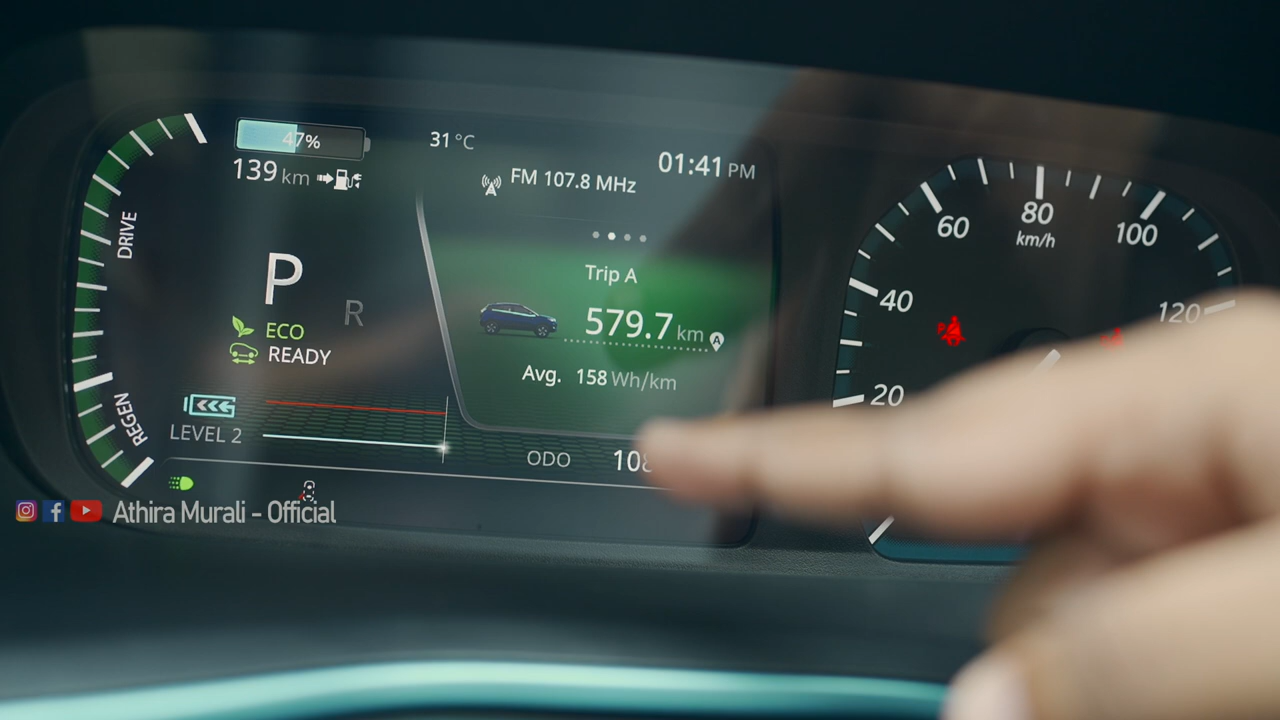 47%
139 km
31°C
FM 107.8 MHz
01:41 PM
DRIVE
P
R
ECO
READY
Trip A
579.7 km
A
Avg. 158 Wh/km
REGEN
LEVEL 2
ODO
20
40
60
80
km/h
100
120
Athira Murali - Official